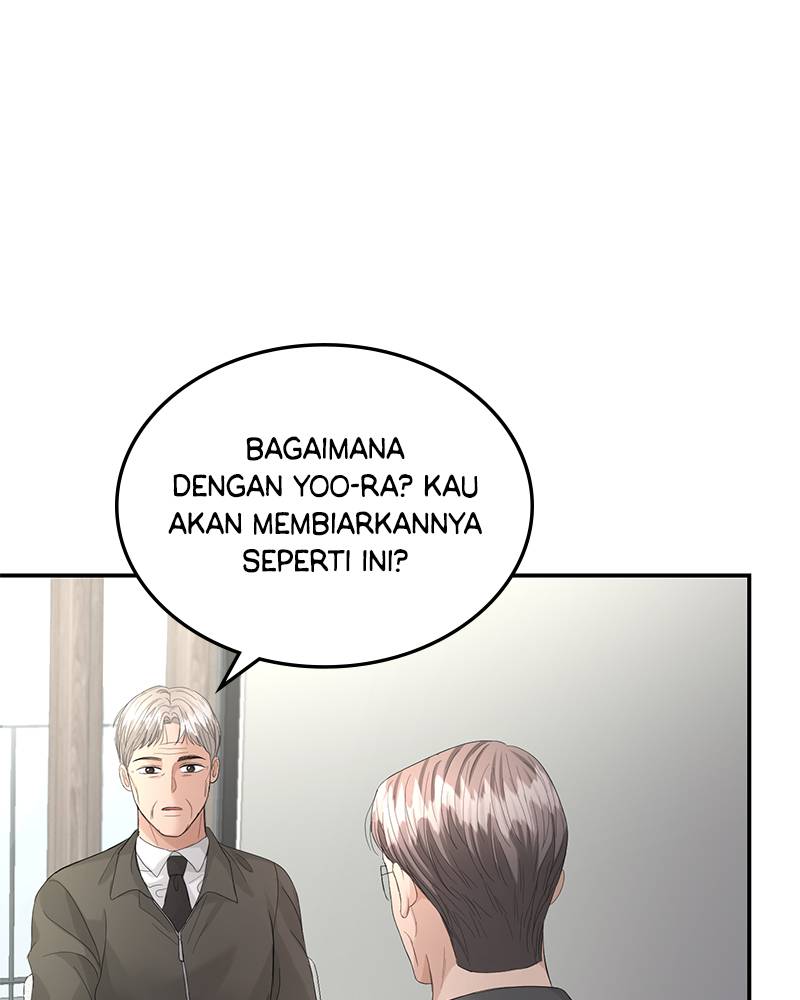 BAGAIMANA
DENGAN YOO-RA? KAU
AKAN MEMBIARKANNYA
SEPERTI INI?